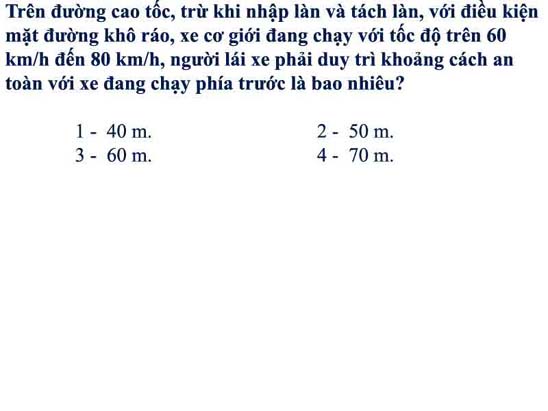 Trên đường cao tốc, trừ khi nhập làn và tách làn, với điều kiện
mặt đường khô ráo, xe cơ giới đang chạy với tốc độ trên 60
km/h đến 80 km/h, người lái xe phải duy trì khoảng cách an
toàn với xe đang chạy phía trước là bao nhiêu?
1 - 40 m. 2 - 50 m.
3 - 60 m. 4 - 70 m.